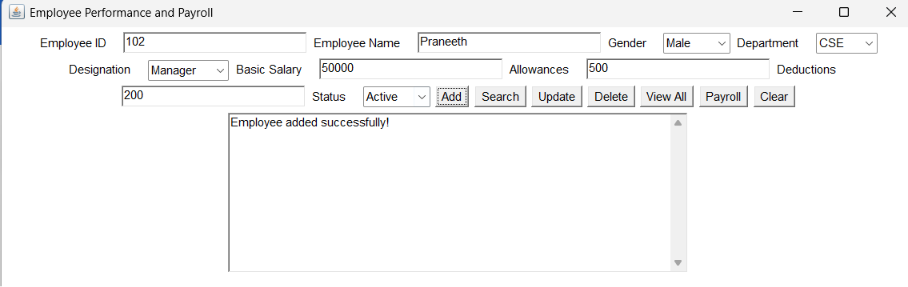 Employee Performance and Payroll
Employee ID 102 Employee Name Praneeth Gender Male Department CSE
Designation Manager Basic Salary 50000 Allowances 500 Deductions
200 Status Active Add Search Update Delete View All Payroll Clear
Employee added successfully!